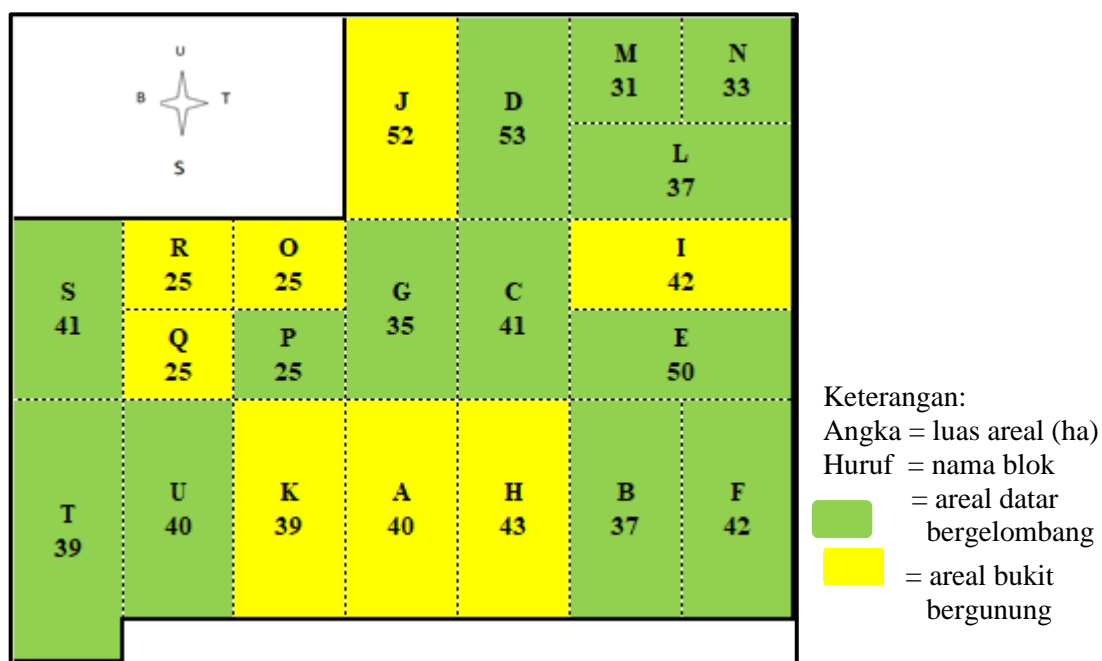 U
B T
S
J
52
D
53
M
31
N
33
L
37
S
41
R
25
O
25
Q
25
P
25
G
35
C
41
I
42
E
50
T
39
U
40
K
39
A
40
H
43
B
37
F
42
Keterangan:
Angka = luas areal (ha)
Huruf = nama blok
= areal datar
bergelombang
= areal bukit
bergunung